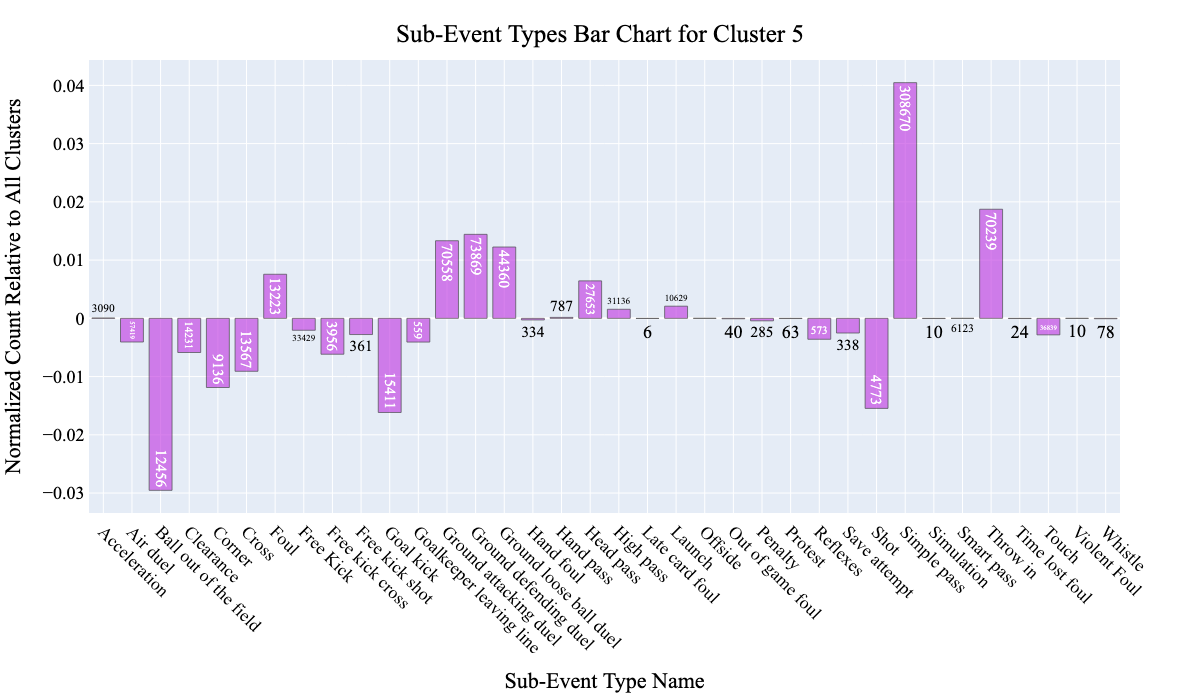 Sub-Event Types Bar Chart for Cluster 5
Normalized Count Relative to All Clusters
0.04
0.03
0.02
0.01
0
−0.01
−0.02
−0.03
3090
57419
12456
14231
9136
13567
13223
33429
3956
361
15411
559
70558
73869
44360
334
787
27653
31136
6
10629
40
285
63
573
338
4773
308670
10
6123
70239
24
36839
10
78
Acceleration
Air duel
Ball out of the field
Clearance
Corner
Cross
Foul
Free Kick
Free kick cross
Free kick shot
Goal kick
Goalkeeper leaving line
Ground attacking duel
Ground defending duel
Ground loose ball duel
Hand foul
Hand pass
Head pass
High pass
Late card foul
Launch
Offside
Out of game foul
Penalty
Protest
Reflexes
Save attempt
Shot
Simple pass
Simulation
Smart pass
Throw in
Time lost foul
Touch
Violent Foul
Whistle
Sub-Event Type Name